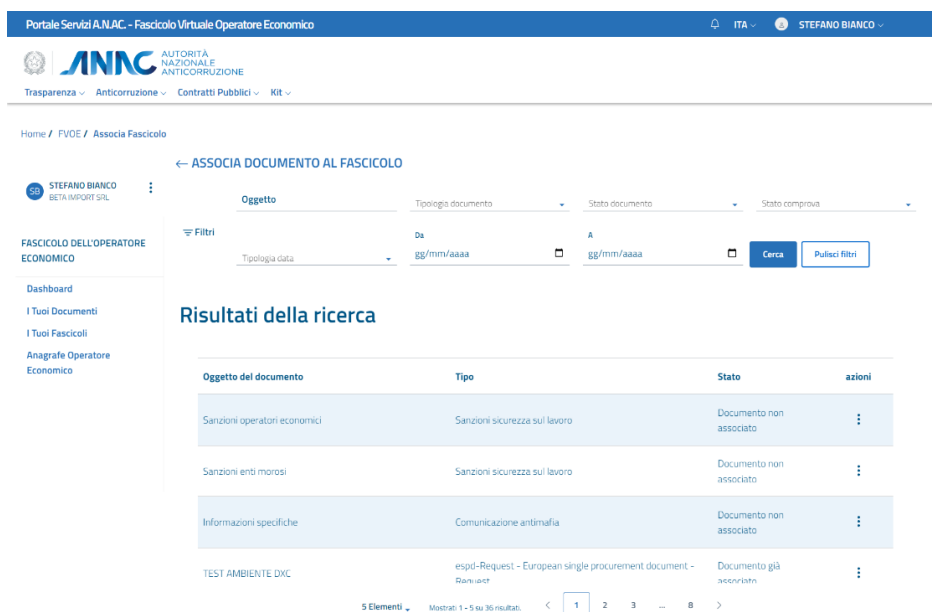 Portale Servizi A.N.AC. - Fascicolo Virtuale Operatore Economico
ITA
STEFANO BIANCO
ANAC
AUTORITÀ
NAZIONALE
ANTICORRUZIONE
Trasparenza
Anticorruzione
Contratti Pubblici
Kit
Home / FVOE / Associa Fascicolo
← ASSOCIA DOCUMENTO AL FASCICOLO
SB
STEFANO BIANCO
BETA IMPORT SRL
FASCICOLO DELL'OPERATORE
ECONOMICO
Dashboard
I Tuoi Documenti
I Tuoi Fascicoli
Anagrafe Operatore
Economico
Filtri
Oggetto
Tipologia documento
Stato documento
Stato comprova
Tipologia data
Da
gg/mm/aaaa
A
gg/mm/aaaa
Cerca
Pulisci filtri
Risultati della ricerca
Oggetto del documento Tipo Stato azioni
Sanzioni operatori economici Sanzioni sicurezza sul lavoro Documento non
associato
Sanzioni enti morosi Sanzioni sicurezza sul lavoro Documento non
associato
Informazioni specifiche Comunicazione antimafia Documento non
associato
TEST AMBIENTE DXC espd-Request - European single procurement document -
Request
Documento già
associato
5 Elementi Mostrati 1 - 5 su 36 risultati. < 1 2 3 ... 8 >